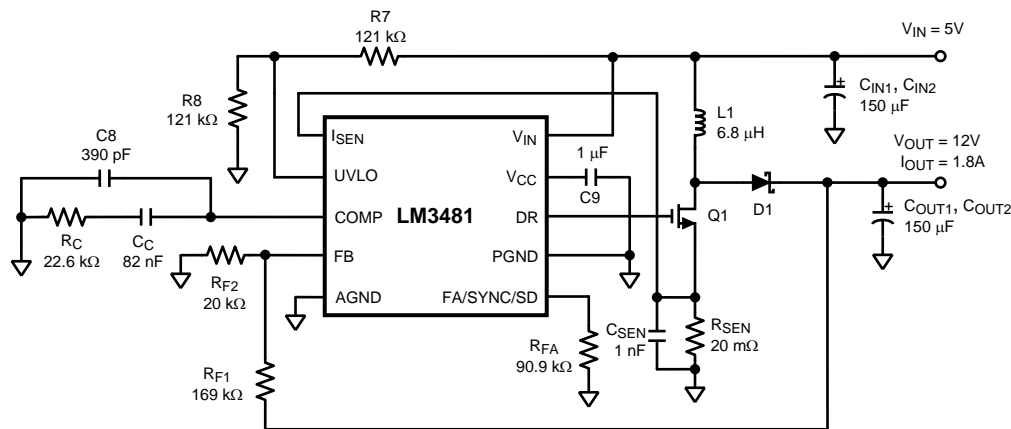 R7
121 kΩ
V_IN = 5V
R8
121 kΩ
C_IN1, C_IN2
150 µF
L1
6.8 µH
C8
390 pF
I_SEN
V_IN
1 µF
V_OUT = 12V
I_OUT = 1.8A
UVLO
V_CC
C9
COMP
LM3481
DR
Q1
D1
C_OUT1, C_OUT2
150 µF
R_C
22.6 kΩ
C_C
82 nF
FB
PGND
R_F2
20 kΩ
AGND
FA/SYNC/SD
C_SEN
1 nF
R_SEN
20 mΩ
R_FA
90.9 kΩ
R_F1
169 kΩ
+
+